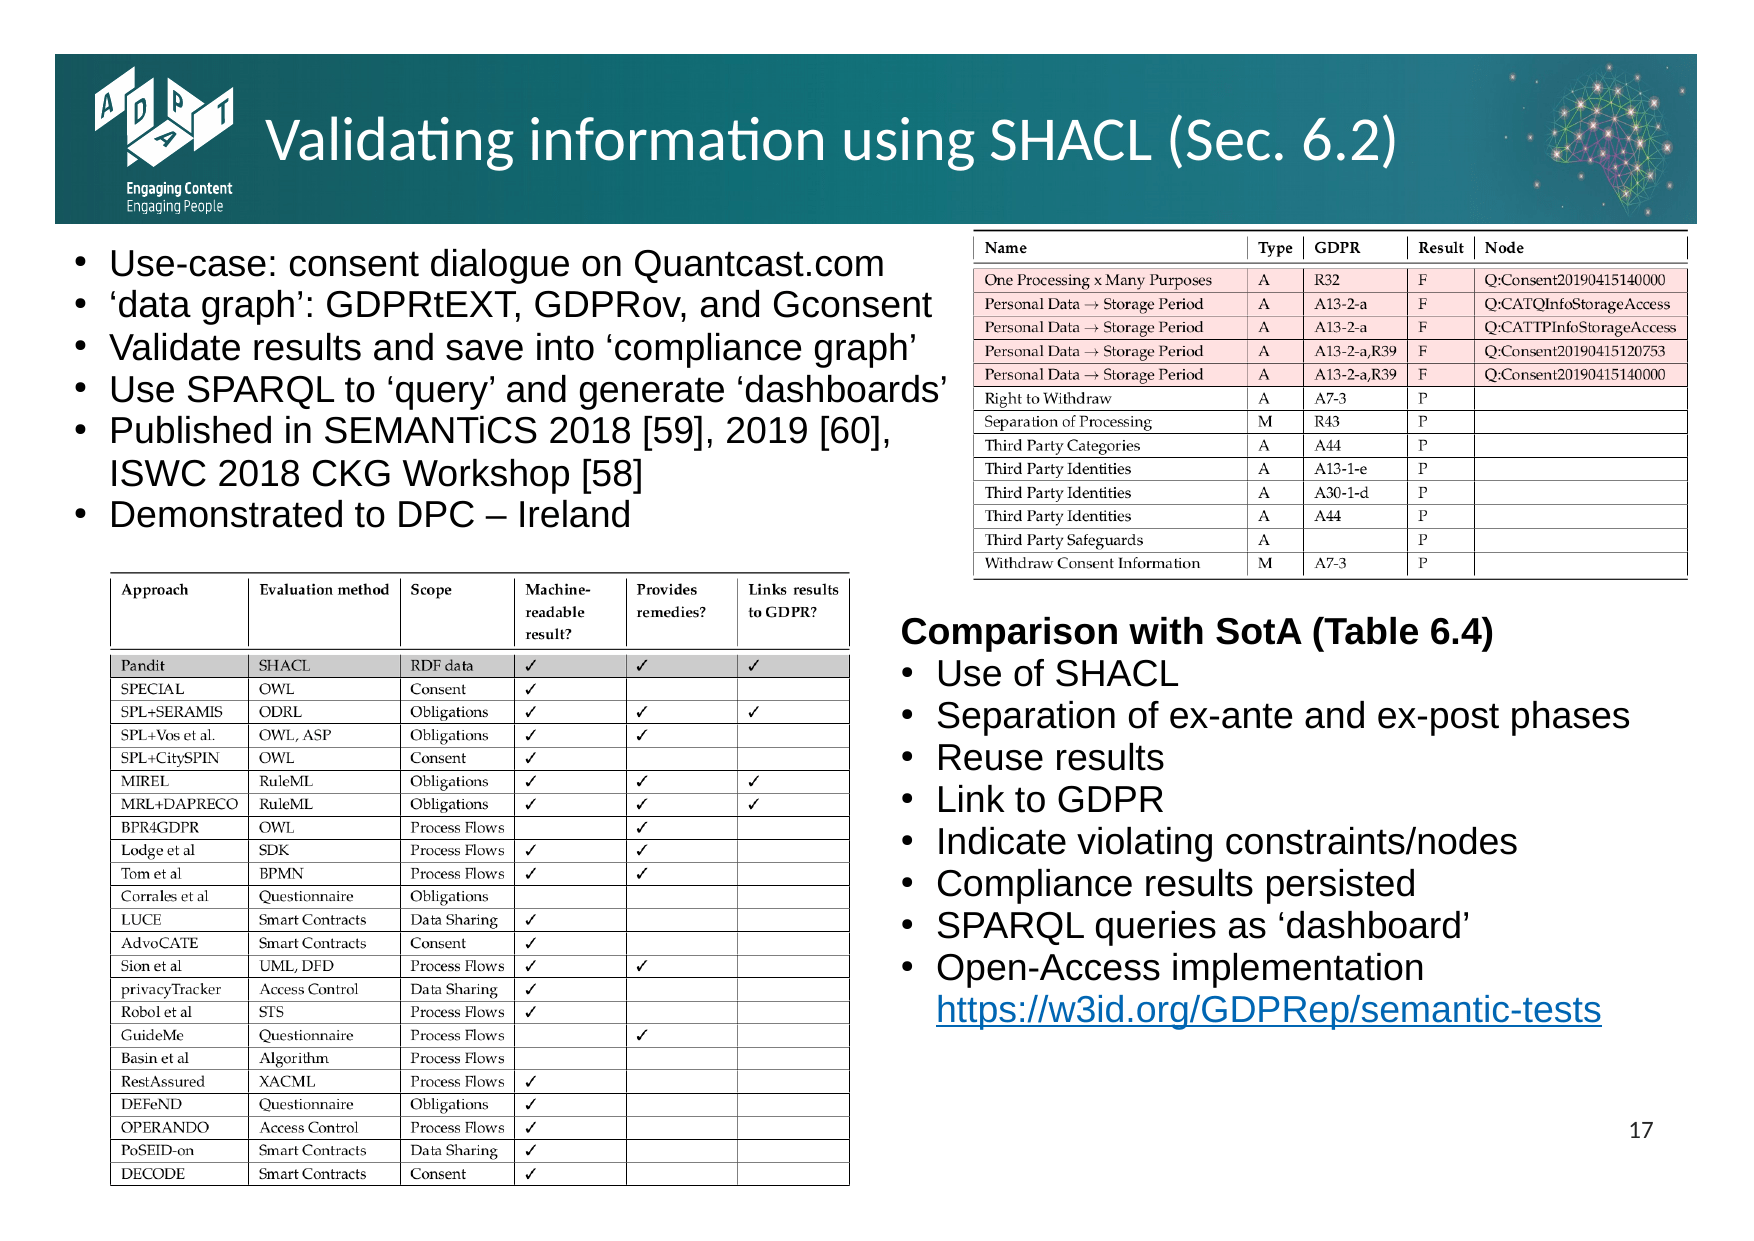 A D A P T
Engaging Content
Engaging People
Validating information using SHACL (Sec. 6.2)
• Use-case: consent dialogue on Quantcast.com
• ‘data graph’: GDPRtEXT, GDPRov, and Gconsent
• Validate results and save into ‘compliance graph’
• Use SPARQL to ‘query’ and generate ‘dashboards’
• Published in SEMANTiCS 2018 [59], 2019 [60],
ISWC 2018 CKG Workshop [58]
• Demonstrated to DPC – Ireland
Name Type GDPR Result Node
One Processing x Many Purposes A R32 F Q:Consent20190415140000
Personal Data → Storage Period A A13-2-a F Q:CATQInfoStorageAccess
Personal Data → Storage Period A A13-2-a F Q:CATTPInfoStorageAccess
Personal Data → Storage Period A A13-2-a,R39 F Q:Consent20190415120753
Personal Data → Storage Period A A13-2-a,R39 F Q:Consent20190415140000
Right to Withdraw A A7-3 P
Separation of Processing M R43 P
Third Party Categories A A44 P
Third Party Identities A A13-1-e P
Third Party Identities A A30-1-d P
Third Party Identities A A44 P
Third Party Safeguards A P
Withdraw Consent Information M A7-3 P
Approach Evaluation method Scope Machine- Provides Links results
readable remedies? to GDPR?
result?
Pandit SHACL RDF data ✓ ✓ ✓
SPECIAL OWL Consent ✓
SPL+SERAMIS ODRL Obligations ✓ ✓ ✓
SPL+Vos et al. OWL, ASP Obligations ✓ ✓
SPL+CitySPIN OWL Consent ✓
MIREL RuleML Obligations ✓ ✓ ✓
MRL+DAPRECO RuleML Obligations ✓ ✓ ✓
BPR4GDPR OWL Process Flows ✓
Lodge et al SDK Process Flows ✓ ✓
Tom et al BPMN Process Flows ✓ ✓
Corrales et al Questionnaire Obligations
LUCE Smart Contracts Data Sharing ✓
AdvoCATE Smart Contracts Consent ✓
Sion et al UML, DFD Process Flows ✓ ✓
privacyTracker Access Control Data Sharing ✓
Robol et al STS Process Flows ✓
GuideMe Questionnaire Process Flows ✓
Basin et al Algorithm Process Flows
RestAssured XACML Process Flows ✓
DEFeND Questionnaire Obligations ✓
OPERANDO Access Control Process Flows ✓
PoSEID-on Smart Contracts Data Sharing ✓
DECODE Smart Contracts Consent ✓
Comparison with SotA (Table 6.4)
• Use of SHACL
• Separation of ex-ante and ex-post phases
• Reuse results
• Link to GDPR
• Indicate violating constraints/nodes
• Compliance results persisted
• SPARQL queries as ‘dashboard’
• Open-Access implementation
https://w3id.org/GDPRep/semantic-tests
17